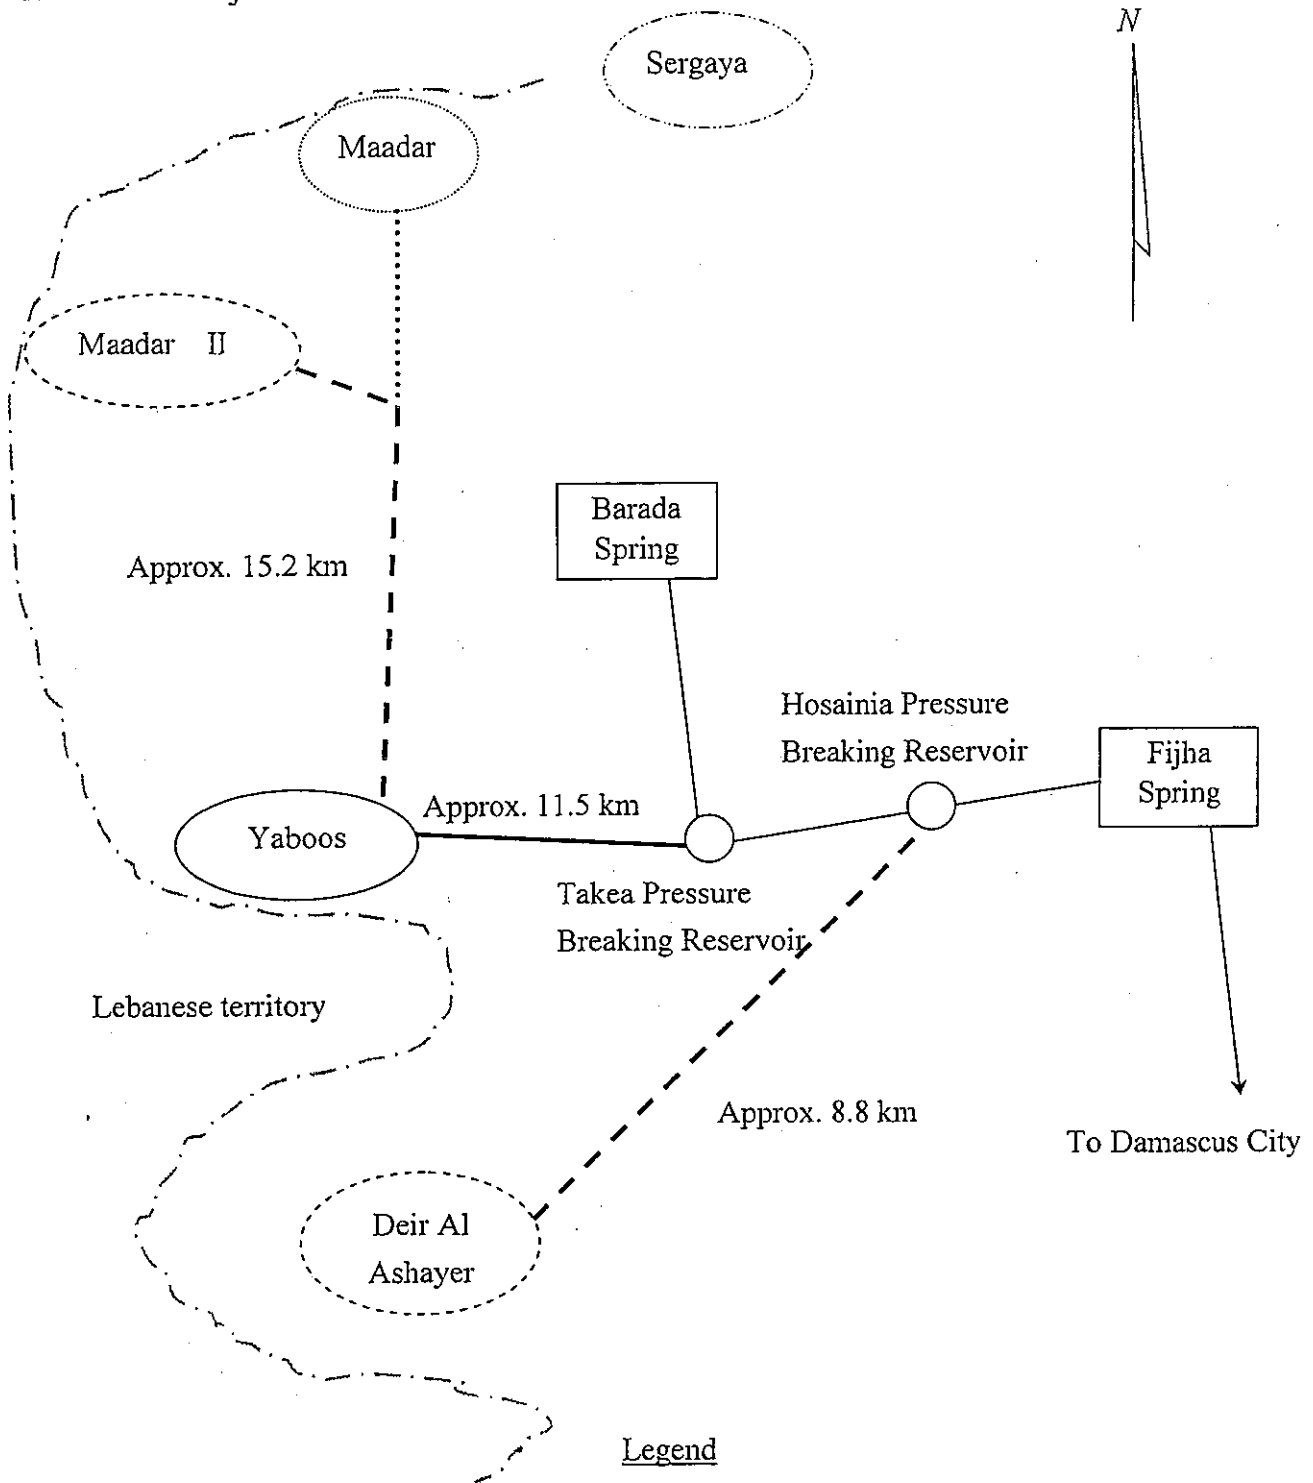 N
Sergaya
Maadar
Maadar II
Barada
Spring
Approx. 15.2 km
Hosainia Pressure
Breaking Reservoir
Fijha
Spring
Approx. 11.5 km
Yaboos
Takea Pressure
Breaking Reservoir
Lebanese territory
Approx. 8.8 km
To Damascus City
Deir Al
Ashayer
Legend